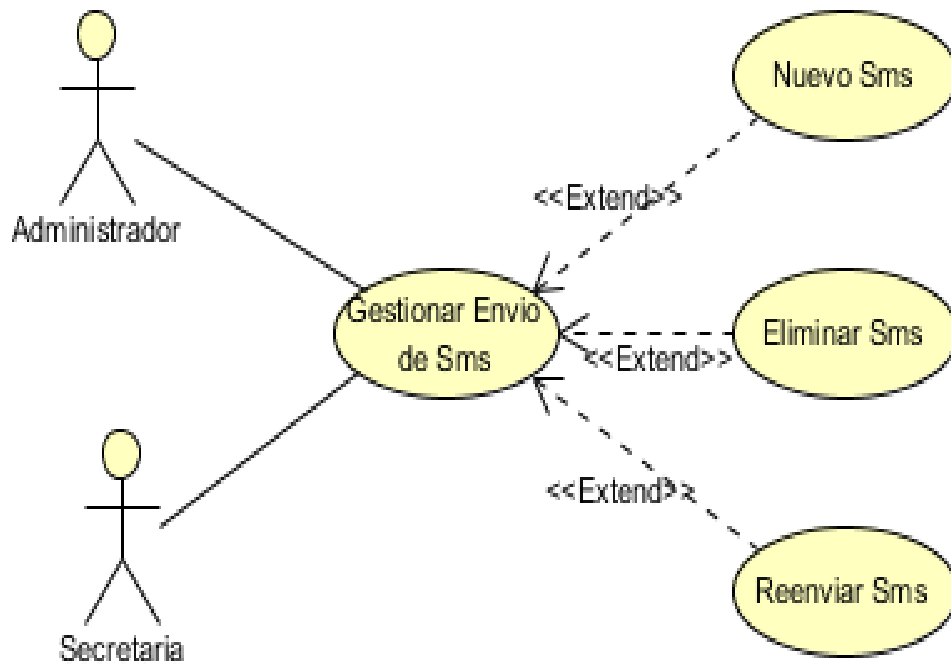 Nuevo Sms
<<Extend>>
Administrador
Gestionar Envio
de Sms
Eliminar Sms
<<Extend>>
<<Extend>>
Reenviar Sms
Secretaria